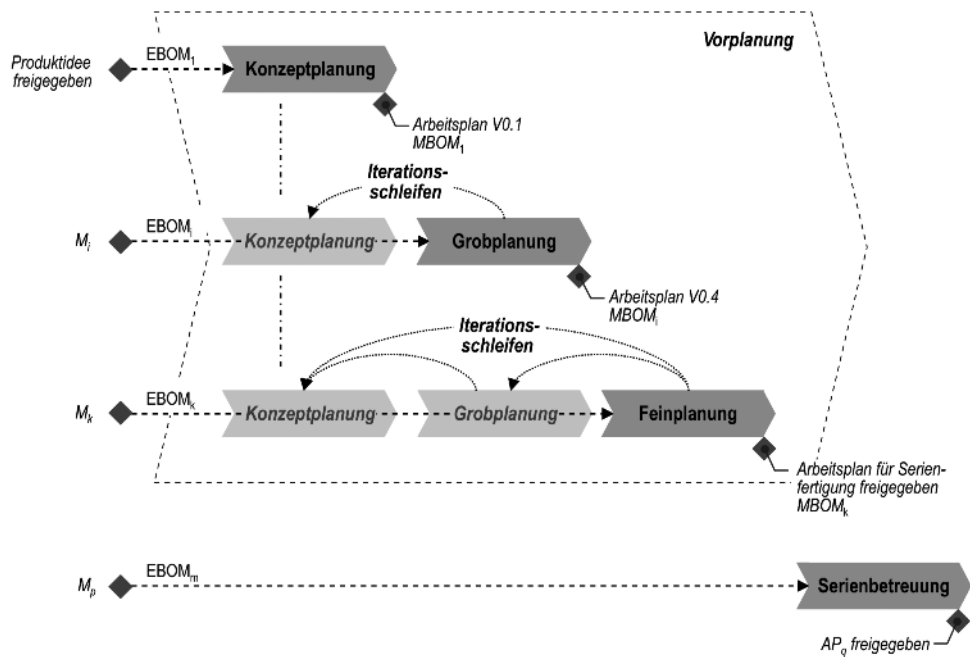 Vorplanung
Produktidee
freigegeben
EBOM₁
Konzeptplanung
Arbeitsplan V0.1
MBOM₁
Iterations-
schleifen
Mᵢ
EBOMᵢ
Konzeptplanung
Grobplanung
Arbeitsplan V0.4
MBOMᵢ
Iterations-
schleifen
Mₖ
EBOMₖ
Konzeptplanung
Grobplanung
Feinplanung
Arbeitsplan für Serien-
fertigung freigegeben
MBOMₖ
Mₚ
EBOMₘ
Serienbetreuung
AP_q freigegeben